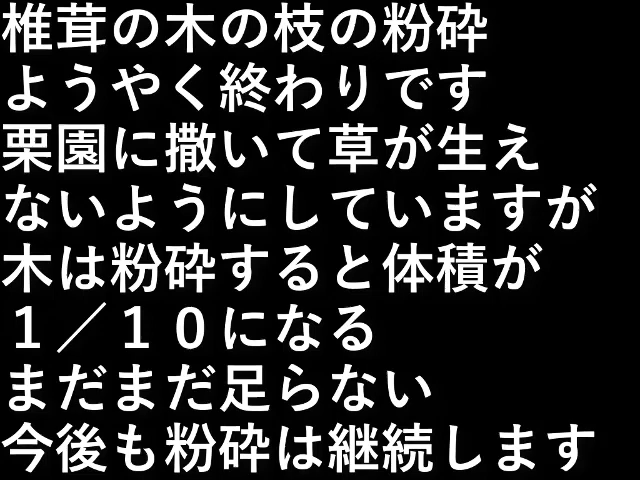 椎茸の木の枝の粉砕
ようやく終わりです
栗園に撒いて草が生え
ないようにしていますが
木は粉砕すると体積が
１／１０になる
まだまだ足らない
今後も粉砕は継続します